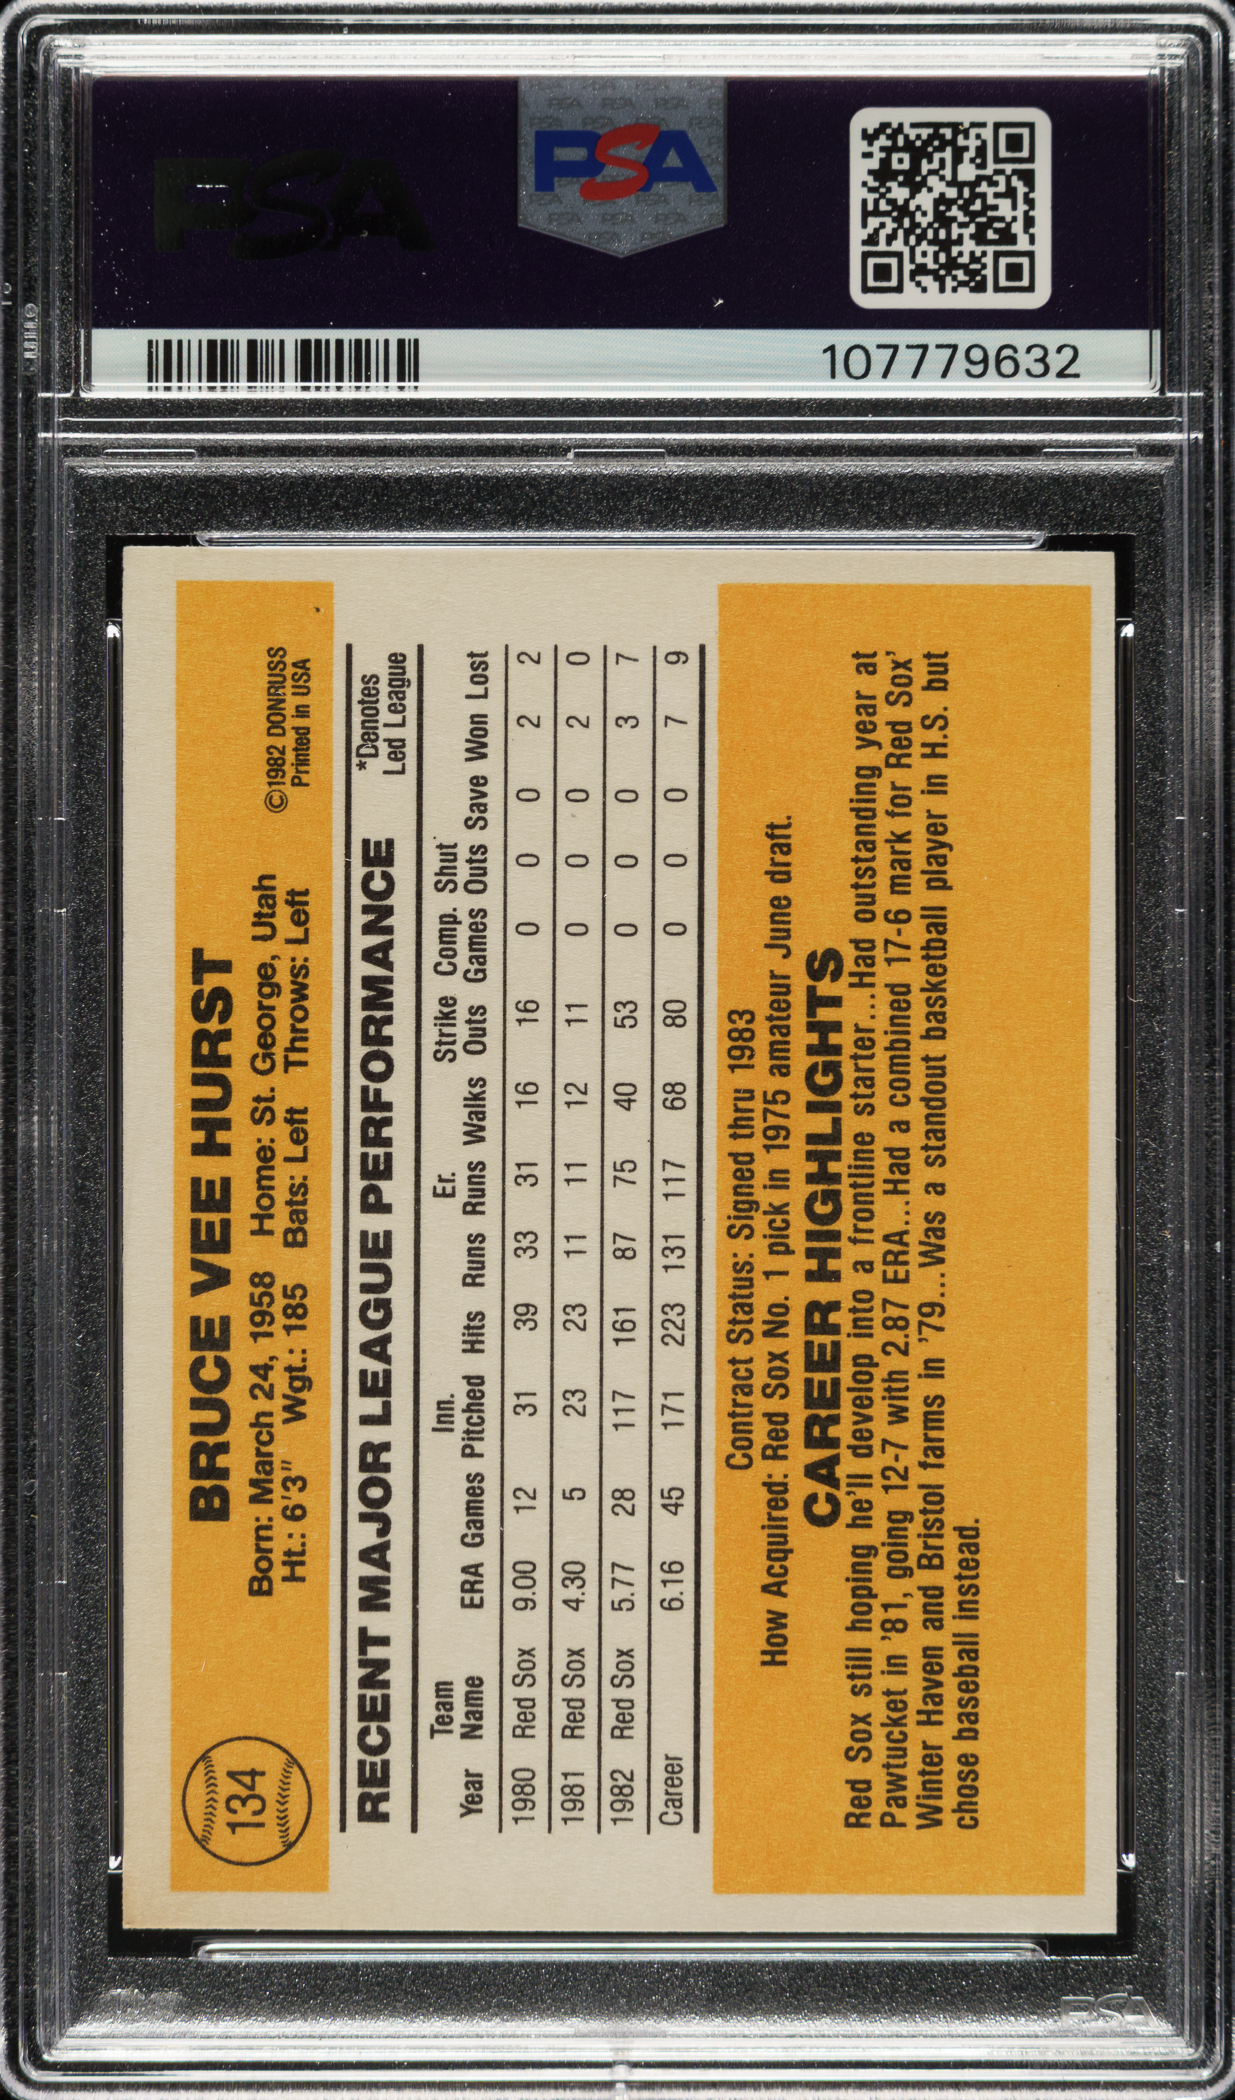 PSA
PSA
107779632
134
BRUCE VEE HURST
Born: March 24, 1958 Home: St. George, Utah ©1982 DONRUSS
Ht.: 6'3" Wgt.: 185 Bats: Left Throws: Left Printed in USA
RECENT MAJOR LEAGUE PERFORMANCE *Denotes Led League
Team Inn. Er. Strike Comp. Shut
Year Name ERA Games Pitched Hits Runs Runs Walks Outs Games Outs Save Won Lost
1980 Red Sox 9.00 12 31 39 33 31 16 16 0 0 0 2 2
1981 Red Sox 4.30 5 23 23 11 11 12 11 0 0 0 2 0
1982 Red Sox 5.77 28 117 161 87 75 40 53 0 0 0 3 7
Career 6.16 45 171 223 131 117 68 80 0 0 0 7 9
Contract Status: Signed thru 1983
How Acquired: Red Sox No. 1 pick in 1975 amateur June draft.
CAREER HIGHLIGHTS
Red Sox still hoping he'll develop into a frontline starter...Had outstanding year at
Pawtucket in '81, going 12-7 with 2.87 ERA...Had a combined 17-6 mark for Red Sox'
Winter Haven and Bristol farms in '79...Was a standout basketball player in H.S. but
chose baseball instead.
PSA